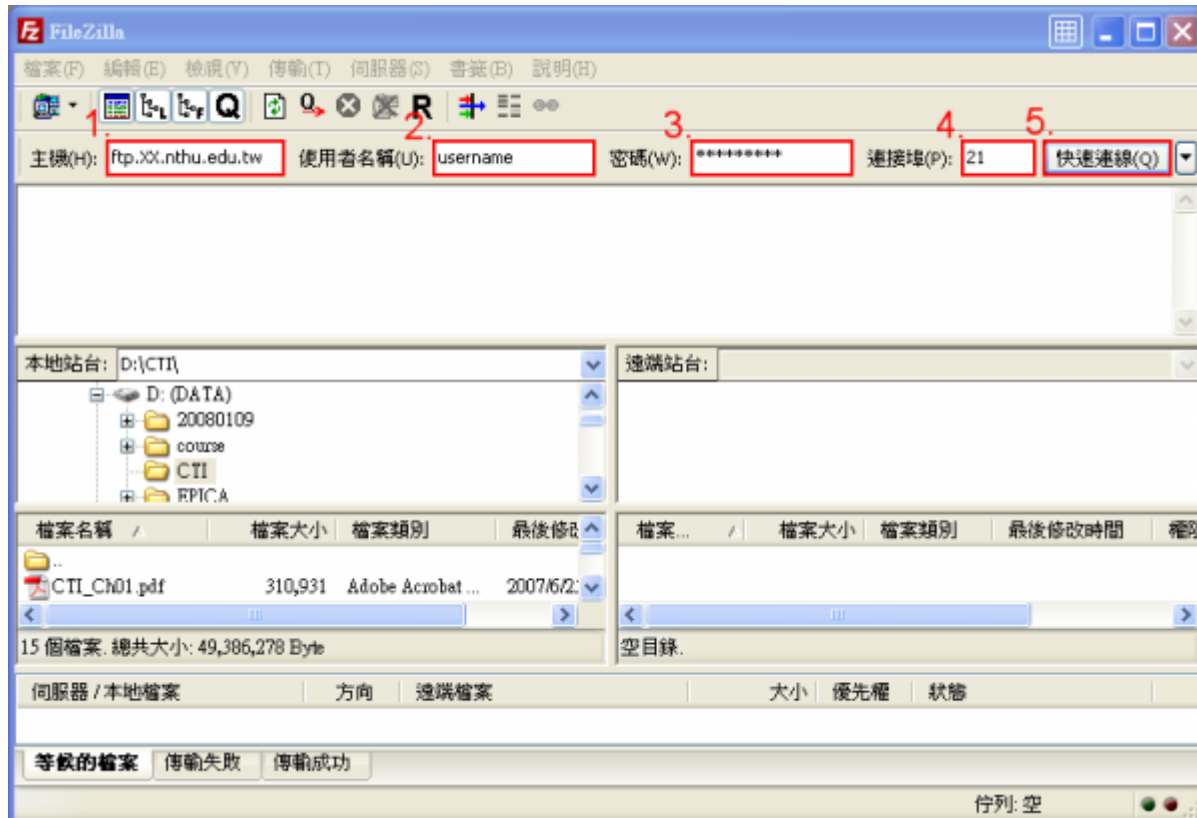 FileZilla
檔案(F) 編輯(E) 檢視(V) 傳輸(T) 伺服器(S) 書籤(B) 說明(H)
1. 2. 3. 4. 5.
主機(H): ftp.XX.nthu.edu.tw 使用者名稱(U): username 密碼(W): ********* 連接埠(P): 21 快速連線(Q)
本地站台: D:\CTI\ 遠端站台:
D: (DATA)
20080109
course
CTI
EPICA
檔案名稱 檔案大小 檔案類別 最後修改 檔案... 檔案大小 檔案類別 最後修改時間
..
CTI_Ch01.pdf 310,931 Adobe Acrobat ... 2007/6/2
15 個檔案. 總共大小: 49,386,278 Byte 空目錄.
伺服器 / 本地檔案 方向 遠端檔案 大小 優先權 狀態
等候的檔案 傳輸失敗 傳輸成功
佇列: 空